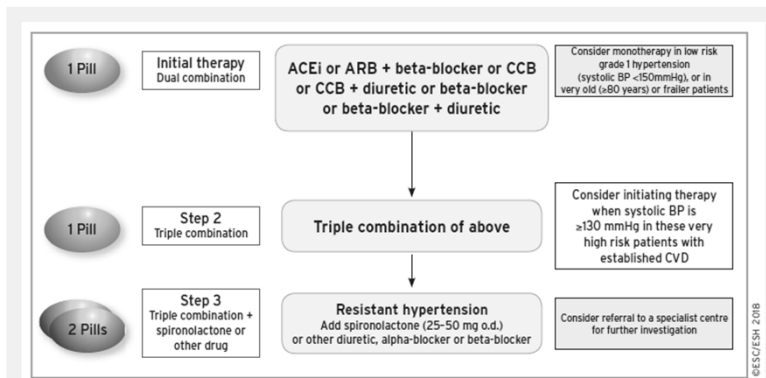 1 Pill
Initial therapy
Dual combination
ACEi or ARB + beta-blocker or CCB
or CCB + diuretic or beta-blocker
or beta-blocker + diuretic
Consider monotherapy in low risk
grade 1 hypertension
(systolic BP <150mmHg), or in
very old (≥80 years) or frailer patients
1 Pill
Step 2
Triple combination
Triple combination of above
Consider initiating therapy
when systolic BP is
≥130 mmHg in these very
high risk patients with
established CVD
2 Pills
Step 3
Triple combination +
spironolactone or
other drug
Resistant hypertension
Add spironolactone (25-50 mg o.d.)
or other diuretic, alpha-blocker or beta-blocker
Consider referral to a specialist centre
for further investigation
©ESC/ESH 2018